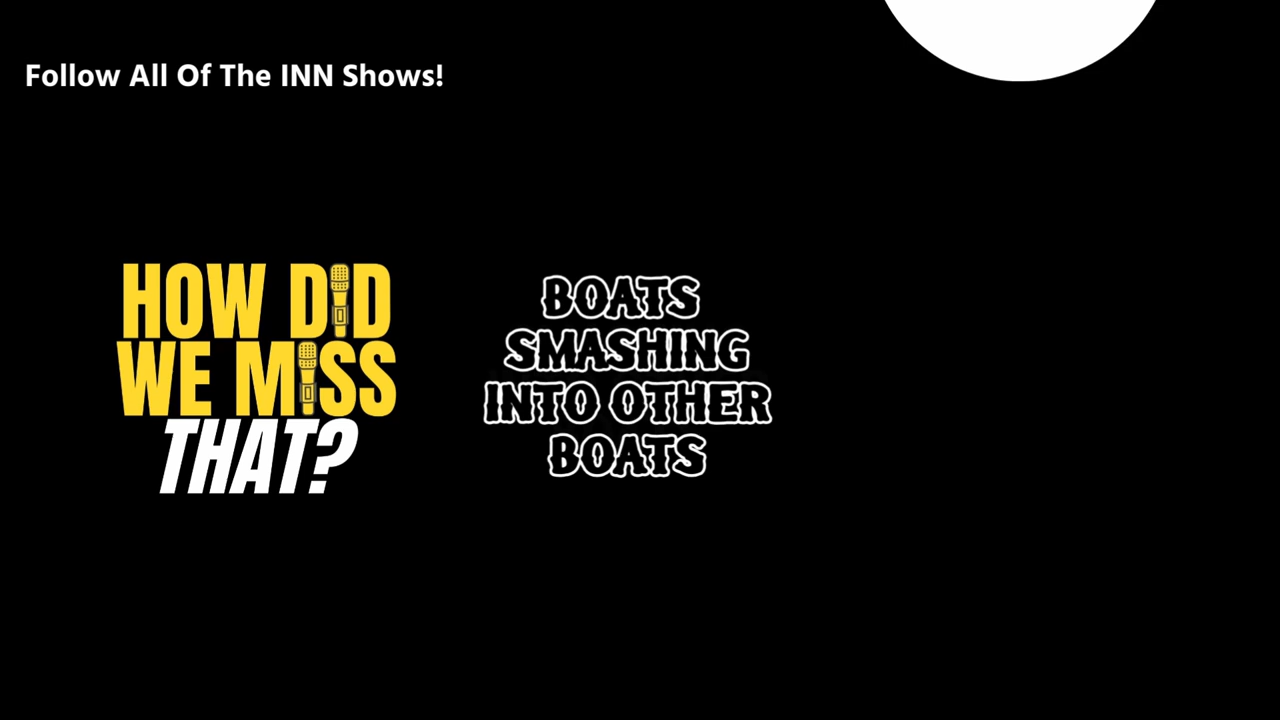 Follow All Of The INN Shows!
HOW DID
WE MISS
THAT?
BOATS
SMASHING
INTO OTHER
BOATS